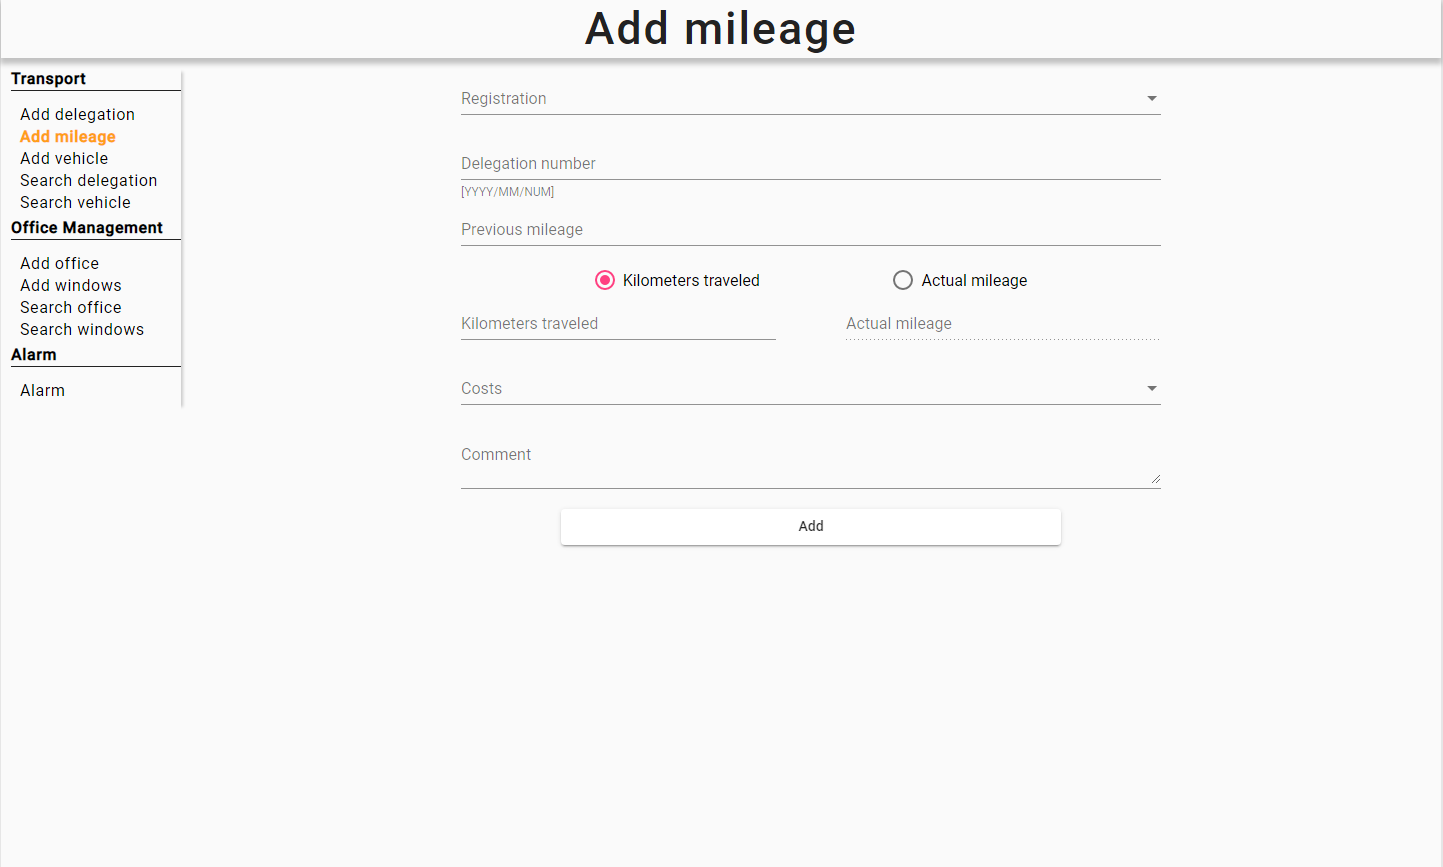 Add mileage
Transport
Add delegation
Add mileage
Add vehicle
Search delegation
Search vehicle
Office Management
Add office
Add windows
Search office
Search windows
Alarm
Alarm
Registration
Delegation number
[YYYY/MM/NUM]
Previous mileage
Kilometers traveled Actual mileage
Kilometers traveled Actual mileage
Costs
Comment
Add